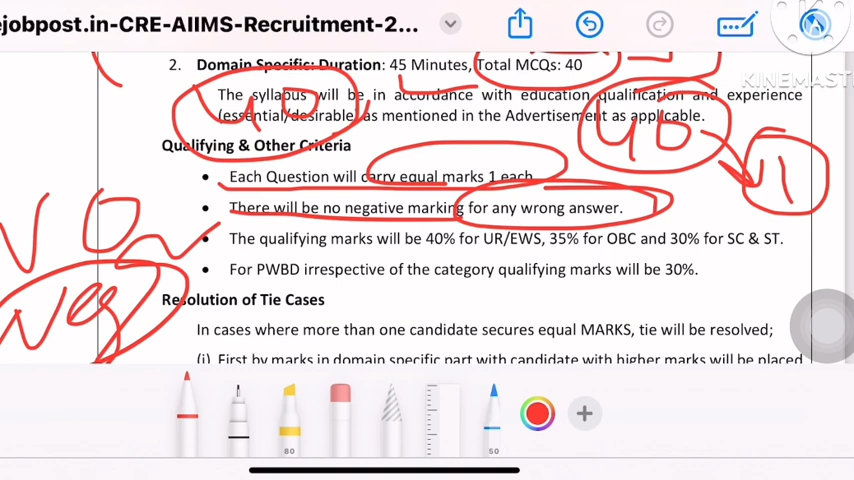 ejobpost.in-CRE-AIIMS-Recruitment-2...
KINEMAST
2. Domain Specific: Duration: 45 Minutes, Total MCQs: 40
The syllabus will be in accordance with education qualification and experience
(essential/desirable) as mentioned in the Advertisement as applicable.
40
40
Qualifying & Other Criteria
• Each Question will carry equal marks 1 each
• There will be no negative marking for any wrong answer.
• The qualifying marks will be 40% for UR/EWS, 35% for OBC and 30% for SC & ST.
• For PWBD irrespective of the category qualifying marks will be 30%.
Resolution of Tie Cases
In cases where more than one candidate secures equal MARKS, tie will be resolved;
(i) First by marks in domain specific part with candidate with higher marks will be placed
80
50